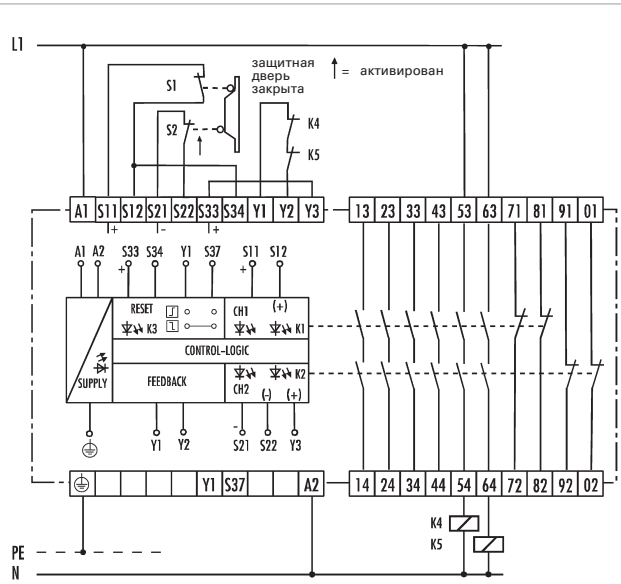 L1
защитная
дверь
закрыта
= активирован
S1
S2
K4
K5
A1 S11 S12 S21 S22 S33 S34 Y1 Y2 Y3 13 23 33 43 53 63 71 81 91 01
+ - +
A1 A2 S33 S34 Y1 S37 S11 S12
+ +
RESET CH1 (+)
K3 K1
CONTROL-LOGIC
SUPPLY FEEDBACK K2
CH2 (-) (+)
-
Y1 Y2 S21 S22 Y3
Y1 S37 A2 14 24 34 44 54 64 72 82 92 02
K4
K5
PE
N